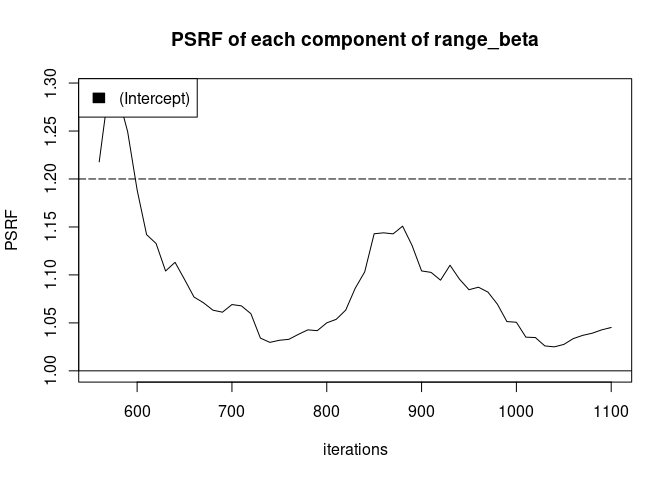 PSRF of each component of range_beta
(Intercept)
PSRF
1.30
1.25
1.20
1.15
1.10
1.05
1.00
600 700 800 900 1000 1100
iterations